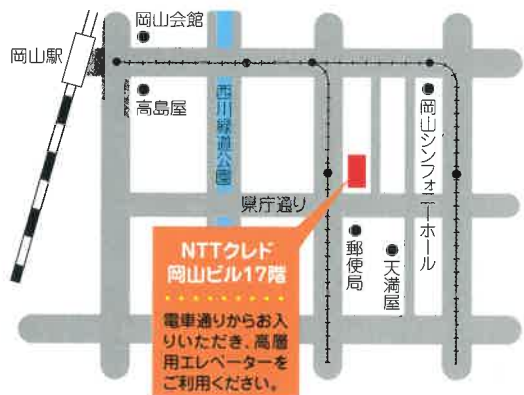 岡山会館
岡山駅
高島屋
西川緑道公園
岡山シンフォニーホール
県庁通り
郵便局
天満屋
NTTクレド
岡山ビル17階
電車通りからお入
りいただき、高層
用エレベーターを
ご利用ください。